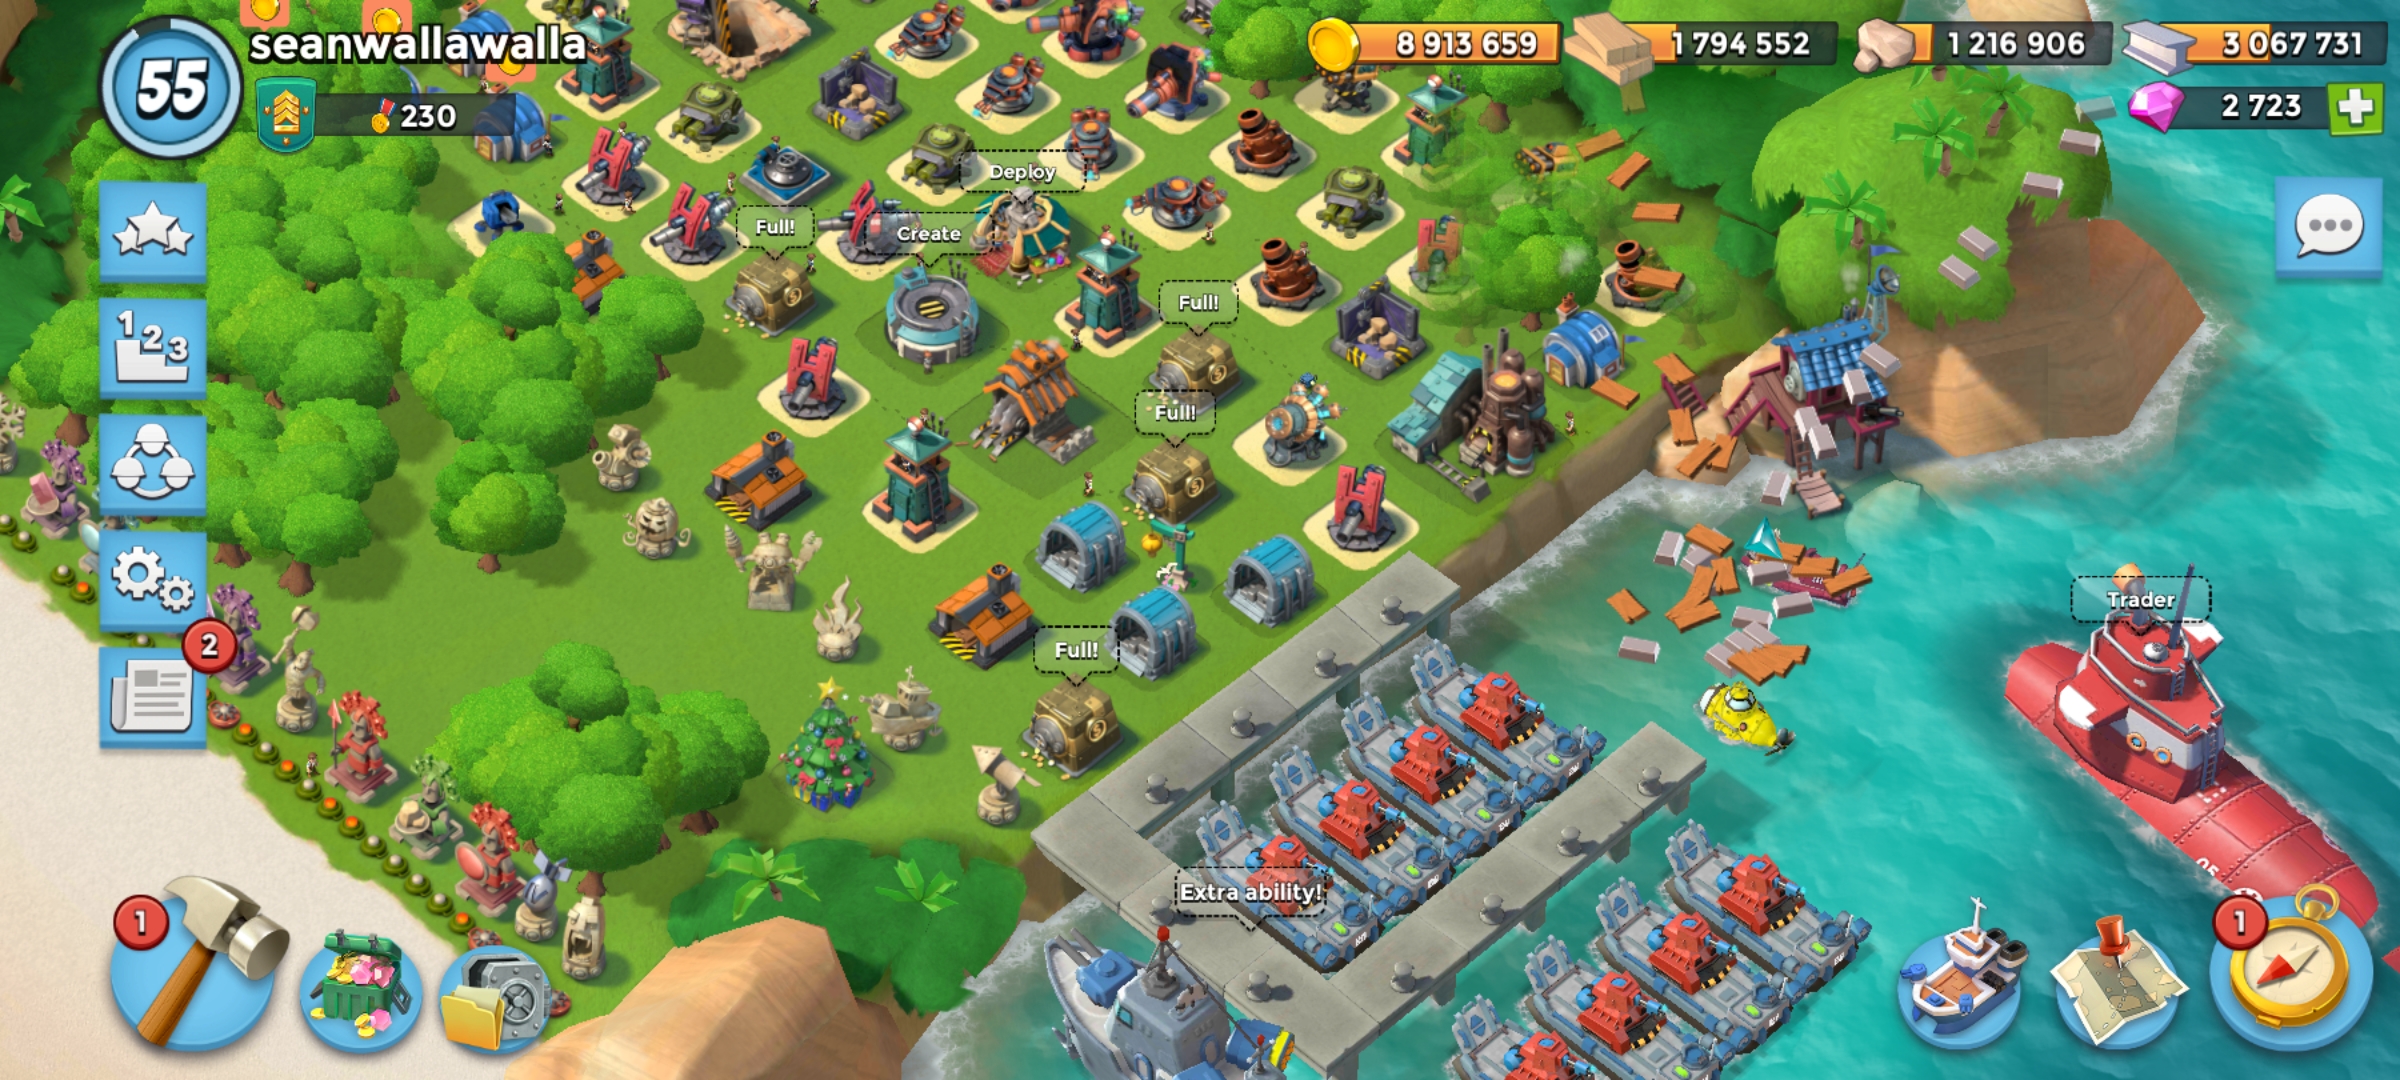 55
seanwallawalla
230
8 913 659
1 794 552
1 216 906
3 067 731
2 723
Deploy
Full!
Create
Full!
Full!
123
Trader
2
Full!
Extra ability!
1
1